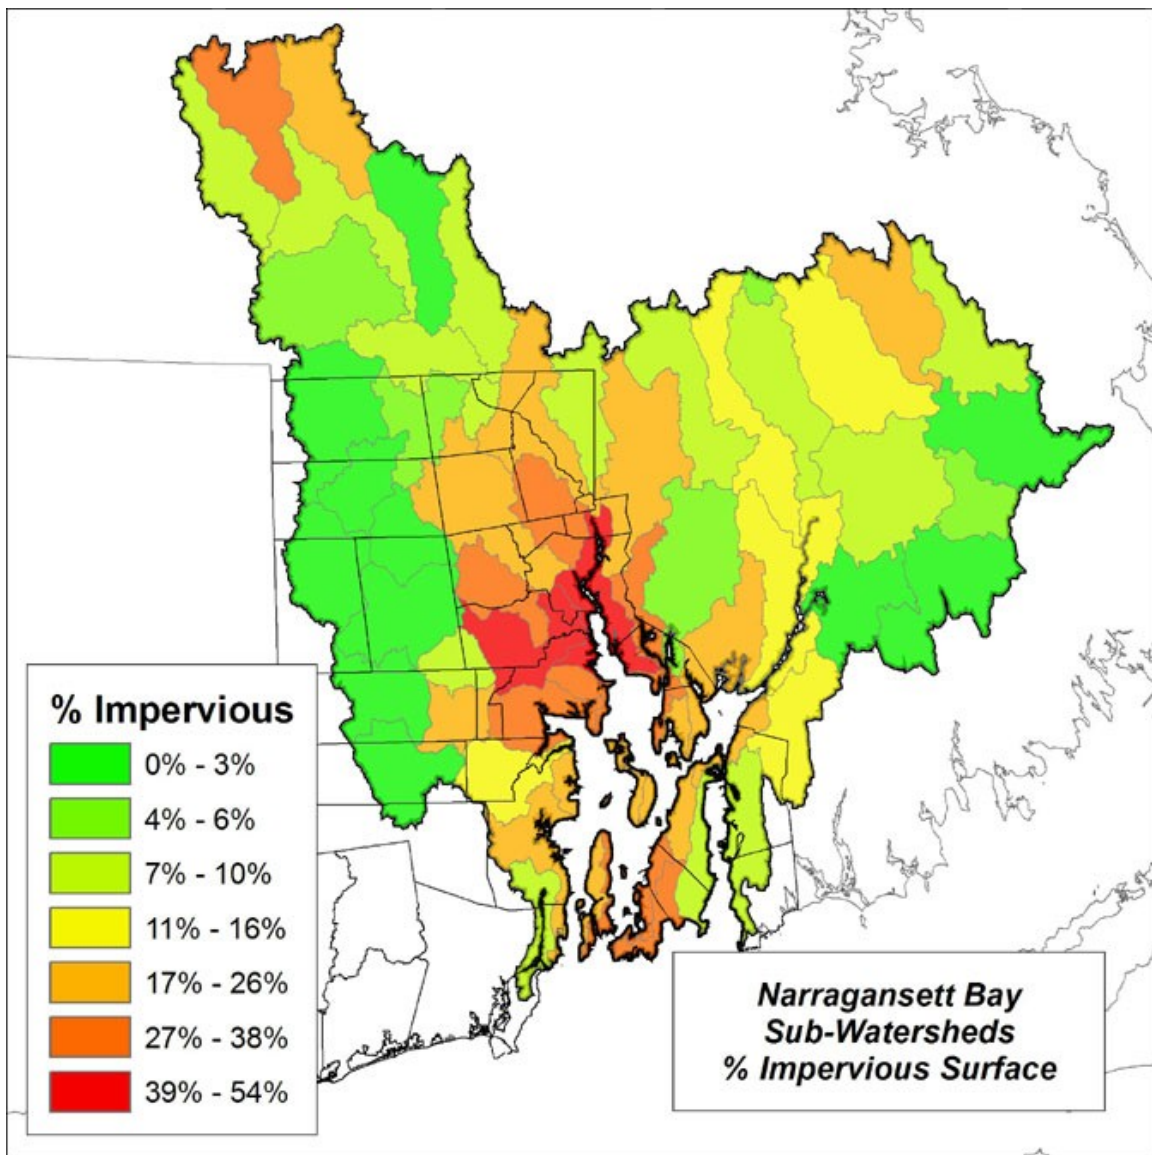 % Impervious
0% - 3%
4% - 6%
7% - 10%
11% - 16%
17% - 26%
27% - 38%
39% - 54%
Narragansett Bay
Sub-Watersheds
% Impervious Surface